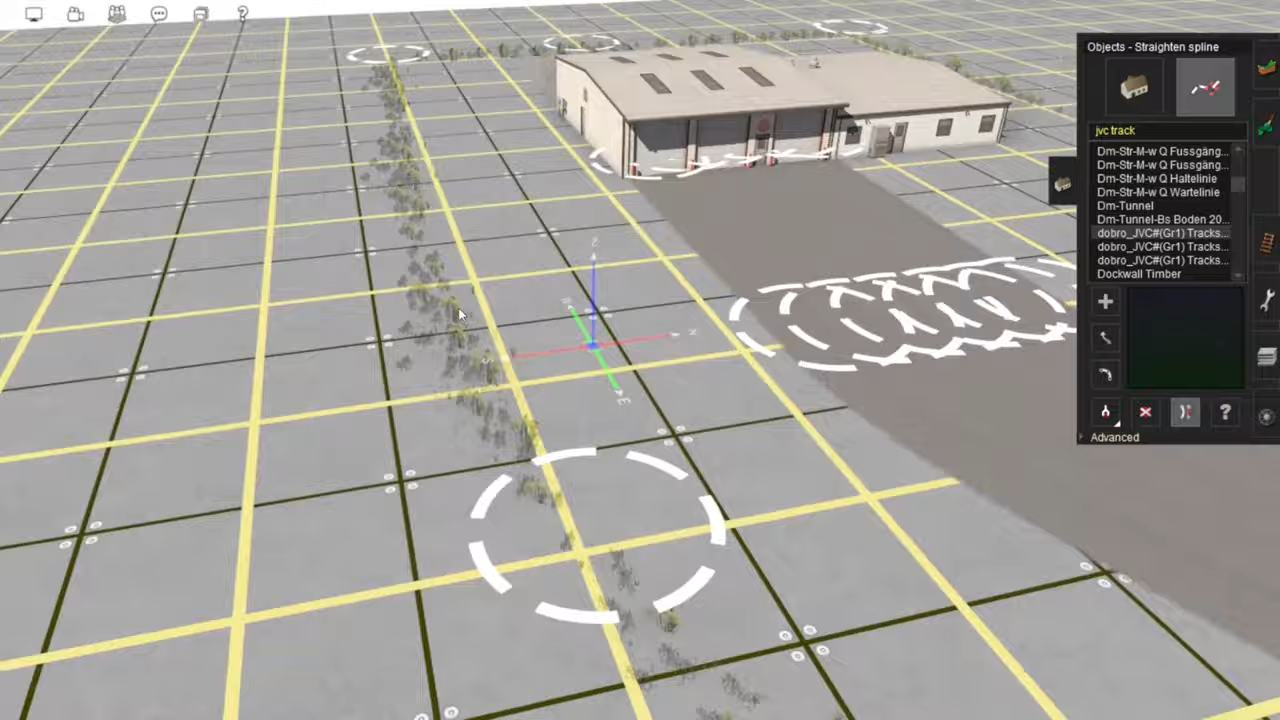 Objects - Straighten spline
jvc track
Dm-Str-M-w Q Fussgäng...
Dm-Str-M-w Q Fussgäng...
Dm-Str-M-w Q Haltelinie
Dm-Str-M-w Q Wartelinie
Dm-Tunnel
Dm-Tunnel-Bs Boden 20...
dobro_JVC#(Gr1) Tracks...
dobro_JVC#(Gr1) Tracks...
dobro_JVC#(Gr1) Tracks...
Dockwall Timber
Advanced